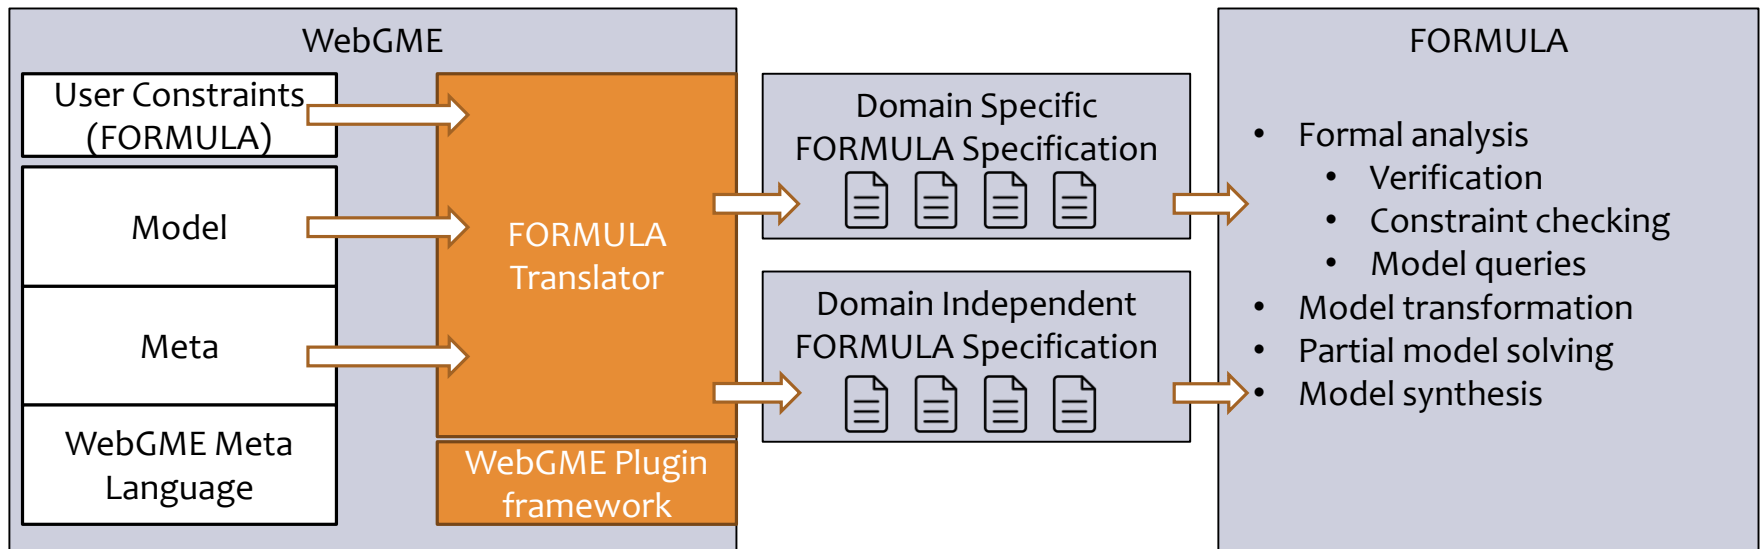 WebGME
User Constraints
(FORMULA)
Model
Meta
WebGME Meta
Language
FORMULA
Translator
WebGME Plugin
framework
Domain Specific
FORMULA Specification
Domain Independent
FORMULA Specification
FORMULA
• Formal analysis
• Verification
• Constraint checking
• Model queries
• Model transformation
• Partial model solving
• Model synthesis